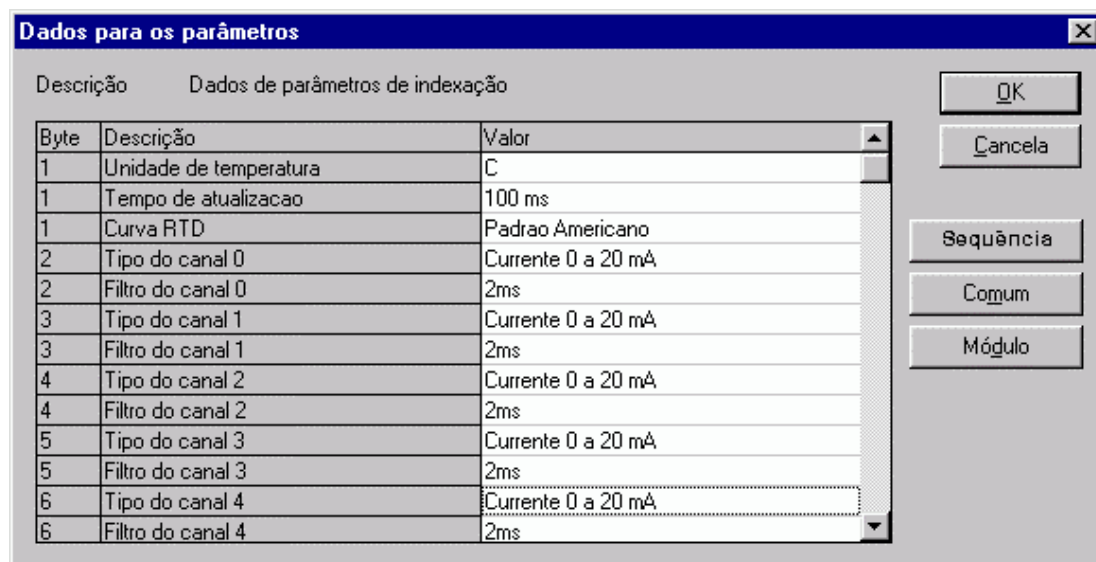 Dados para os parâmetros
Descrição Dados de parâmetros de indexação
OK
Cancela
Sequência
Comum
Módulo
Byte Descrição Valor
1 Unidade de temperatura C
1 Tempo de atualizacao 100 ms
1 Curva RTD Padrao Americano
2 Tipo do canal 0 Currente 0 a 20 mA
2 Filtro do canal 0 2ms
3 Tipo do canal 1 Currente 0 a 20 mA
3 Filtro do canal 1 2ms
4 Tipo do canal 2 Currente 0 a 20 mA
4 Filtro do canal 2 2ms
5 Tipo do canal 3 Currente 0 a 20 mA
5 Filtro do canal 3 2ms
6 Tipo do canal 4 Currente 0 a 20 mA
6 Filtro do canal 4 2ms